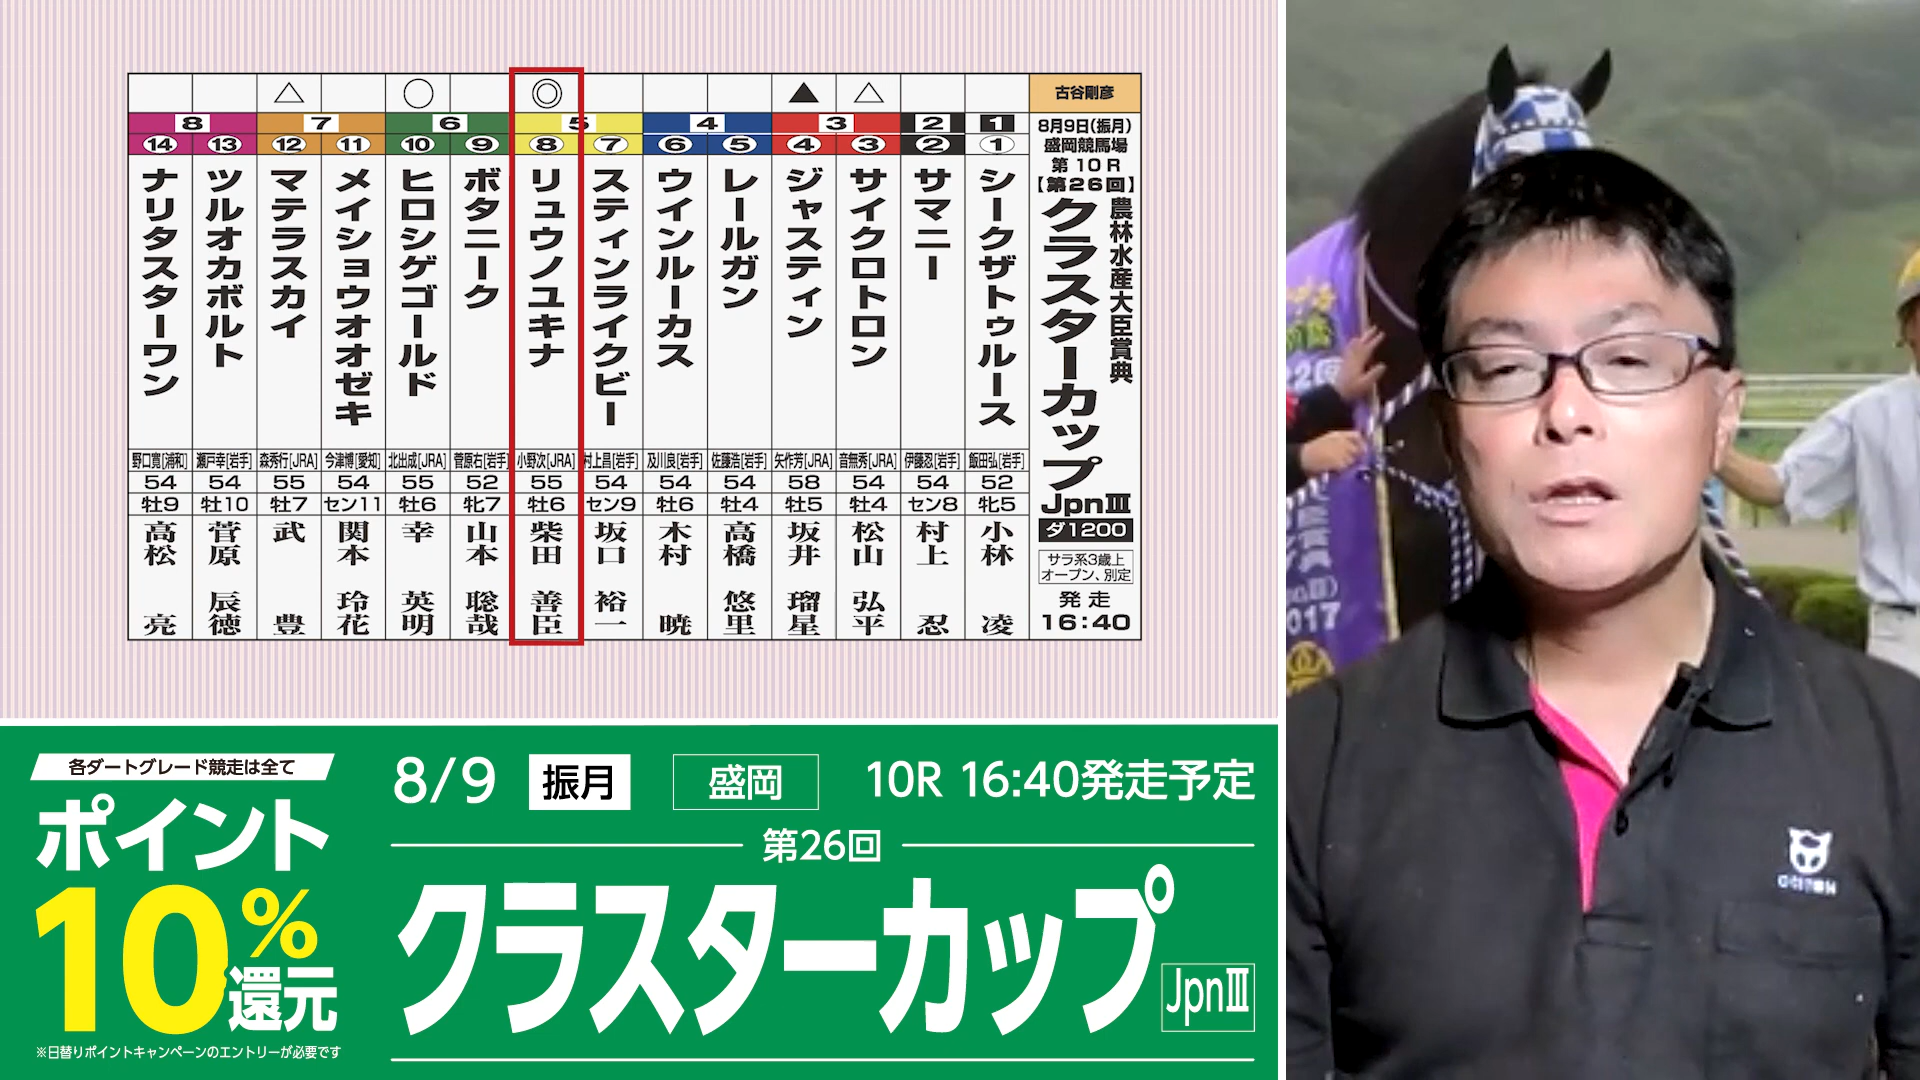 古谷剛彦
8月9日(振月)
盛岡競馬場
第10R
【第26回】
農林水産大臣賞典
クラスターカップ
JpnⅢ
ダ1200
サラ系3歳上
オープン、別定
発走
16:40
1
① シークザトゥルース 飯田弘[岩手] 52 牝5 小林 凌
2
② サマニー 伊藤忍[岩手] 54 セン8 村上 忍
3
△ ③ サイクロトロン 音無秀[JRA] 54 牡4 松山 弘平
▲ ④ ジャスティン 矢作芳[JRA] 58 牡5 坂井 瑠星
4
⑤ レールガン 佐藤浩[岩手] 54 牡4 高橋 悠里
⑥ ウインルーカス 及川良[岩手] 54 牡6 木村 暁
5
⑦ スティンライクビー 村上昌[岩手] 54 セン9 坂口 裕一
◎ ⑧ リュウノユキナ 小野次[JRA] 55 牡6 柴田 善臣
6
⑨ ボタニーク 菅原右[岩手] 52 牝7 山本 聡哉
○ ⑩ ヒロシゲゴールド 北出成[JRA] 55 牡6 幸 英明
7
⑪ メイショウオオゼキ 今津博[愛知] 54 セン11 関本 玲花
△ ⑫ マテラスカイ 森秀行[JRA] 55 牡7 武 豊
8
⑬ ツルオカボルト 瀬戸幸[岩手] 54 牡10 菅原 辰徳
⑭ ナリタスターワン 野口寛[浦和] 54 牡9 高松 亮
各ダートグレード競走は全て
ポイント
10%還元
※日替りポイントキャンペーンのエントリーが必要です
8/9 振月 盛岡 10R 16:40発走予定
第26回
クラスターカップ JpnⅢ
2017